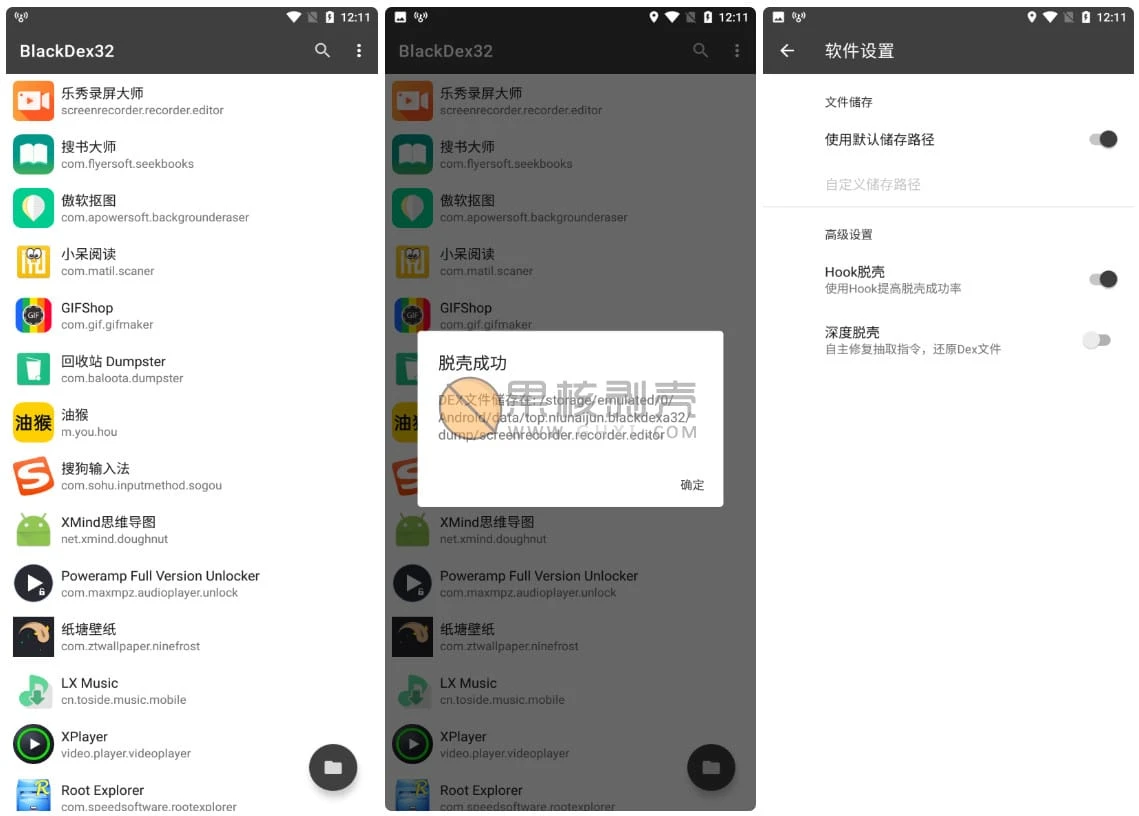 12:11
BlackDex32
乐秀录屏大师
screenrecorder.recorder.editor
搜书大师
com.flyersoft.seekbooks
傲软抠图
com.apowersoft.backgrounderaser
小呆阅读
com.matil.scaner
GIF
GIFShop
com.gif.gifmaker
回收站 Dumpster
com.baloota.dumpster
油猴
油猴
m.you.hou
搜狗输入法
com.sohu.inputmethod.sogou
XMind思维导图
net.xmind.doughnut
Poweramp Full Version Unlocker
com.maxmpz.audioplayer.unlock
纸塘壁纸
com.ztwallpaper.ninefrost
LX Music
cn.toside.music.mobile
XPlayer
video.player.videoplayer
Root Explorer
com.speedsoftware.rootexplorer
12:11
BlackDex32
乐秀录屏大师
screenrecorder.recorder.editor
搜书大师
com.flyersoft.seekbooks
傲软抠图
com.apowersoft.backgrounderaser
小呆阅读
com.matil.scaner
GIF
GIFShop
com.gif.gifmaker
脱壳成功
DEX文件储存在: /storage/emulated/0/
Android/data/top.niunaijun.blackdexa32/
dump/screenrecorder.recorder.editor
果核剥壳
WWW.GHXI.COM
确定
XMind思维导图
net.xmind.doughnut
Poweramp Full Version Unlocker
com.maxmpz.audioplayer.unlock
纸塘壁纸
com.ztwallpaper.ninefrost
LX Music
cn.toside.music.mobile
XPlayer
video.player.videoplayer
Root Explorer
com.speedsoftware.rootexplorer
12:11
软件设置
文件储存
使用默认储存路径
自定义储存路径
高级设置
Hook脱壳
使用Hook提高脱壳成功率
深度脱壳
自主修复抽取指令，还原Dex文件